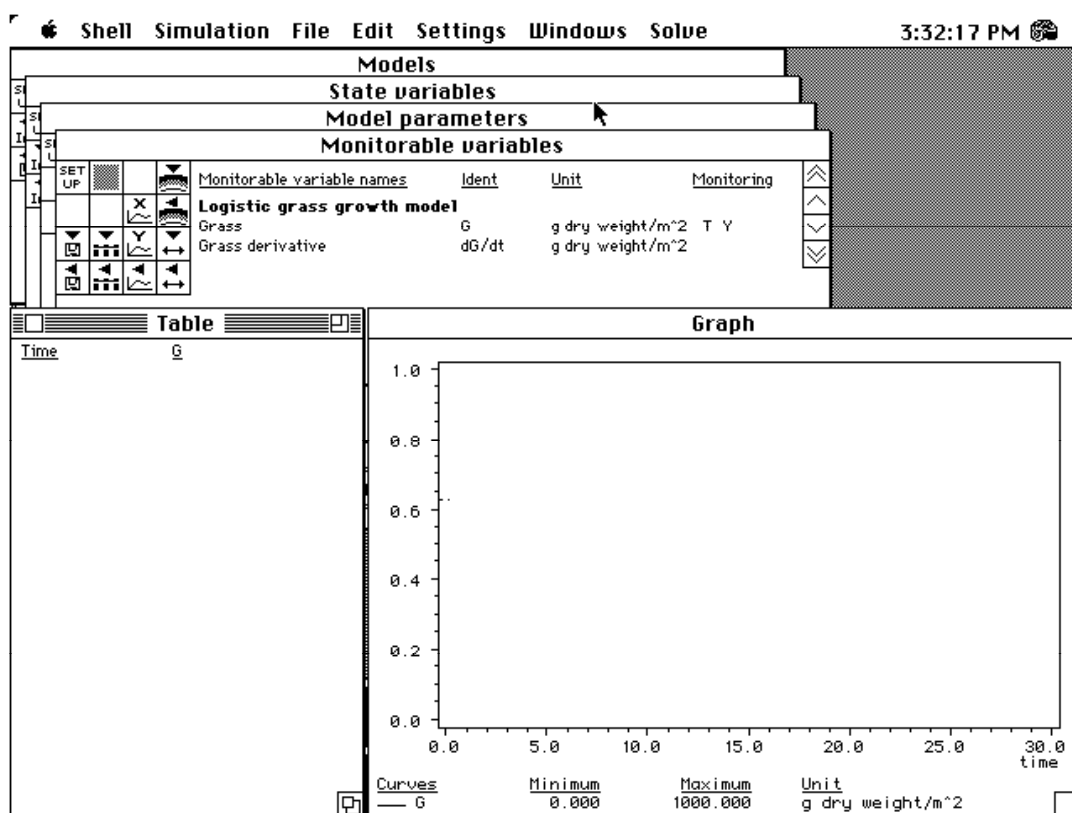 Shell Simulation File Edit Settings Windows Solve 3:32:17 PM
Models
State variables
Model parameters
Monitorable variables
SET UP
Monitorable variable names Ident Unit Monitoring
Logistic grass growth model
Grass G g dry weight/m^2 T Y
Grass derivative dG/dt g dry weight/m^2
X
Y
Table
Time G
Graph
1.0
0.8
0.6
0.4
0.2
0.0
0.0 5.0 10.0 15.0 20.0 25.0 30.0
time
Curves Minimum Maximum Unit
G 0.000 1000.000 g dry weight/m^2